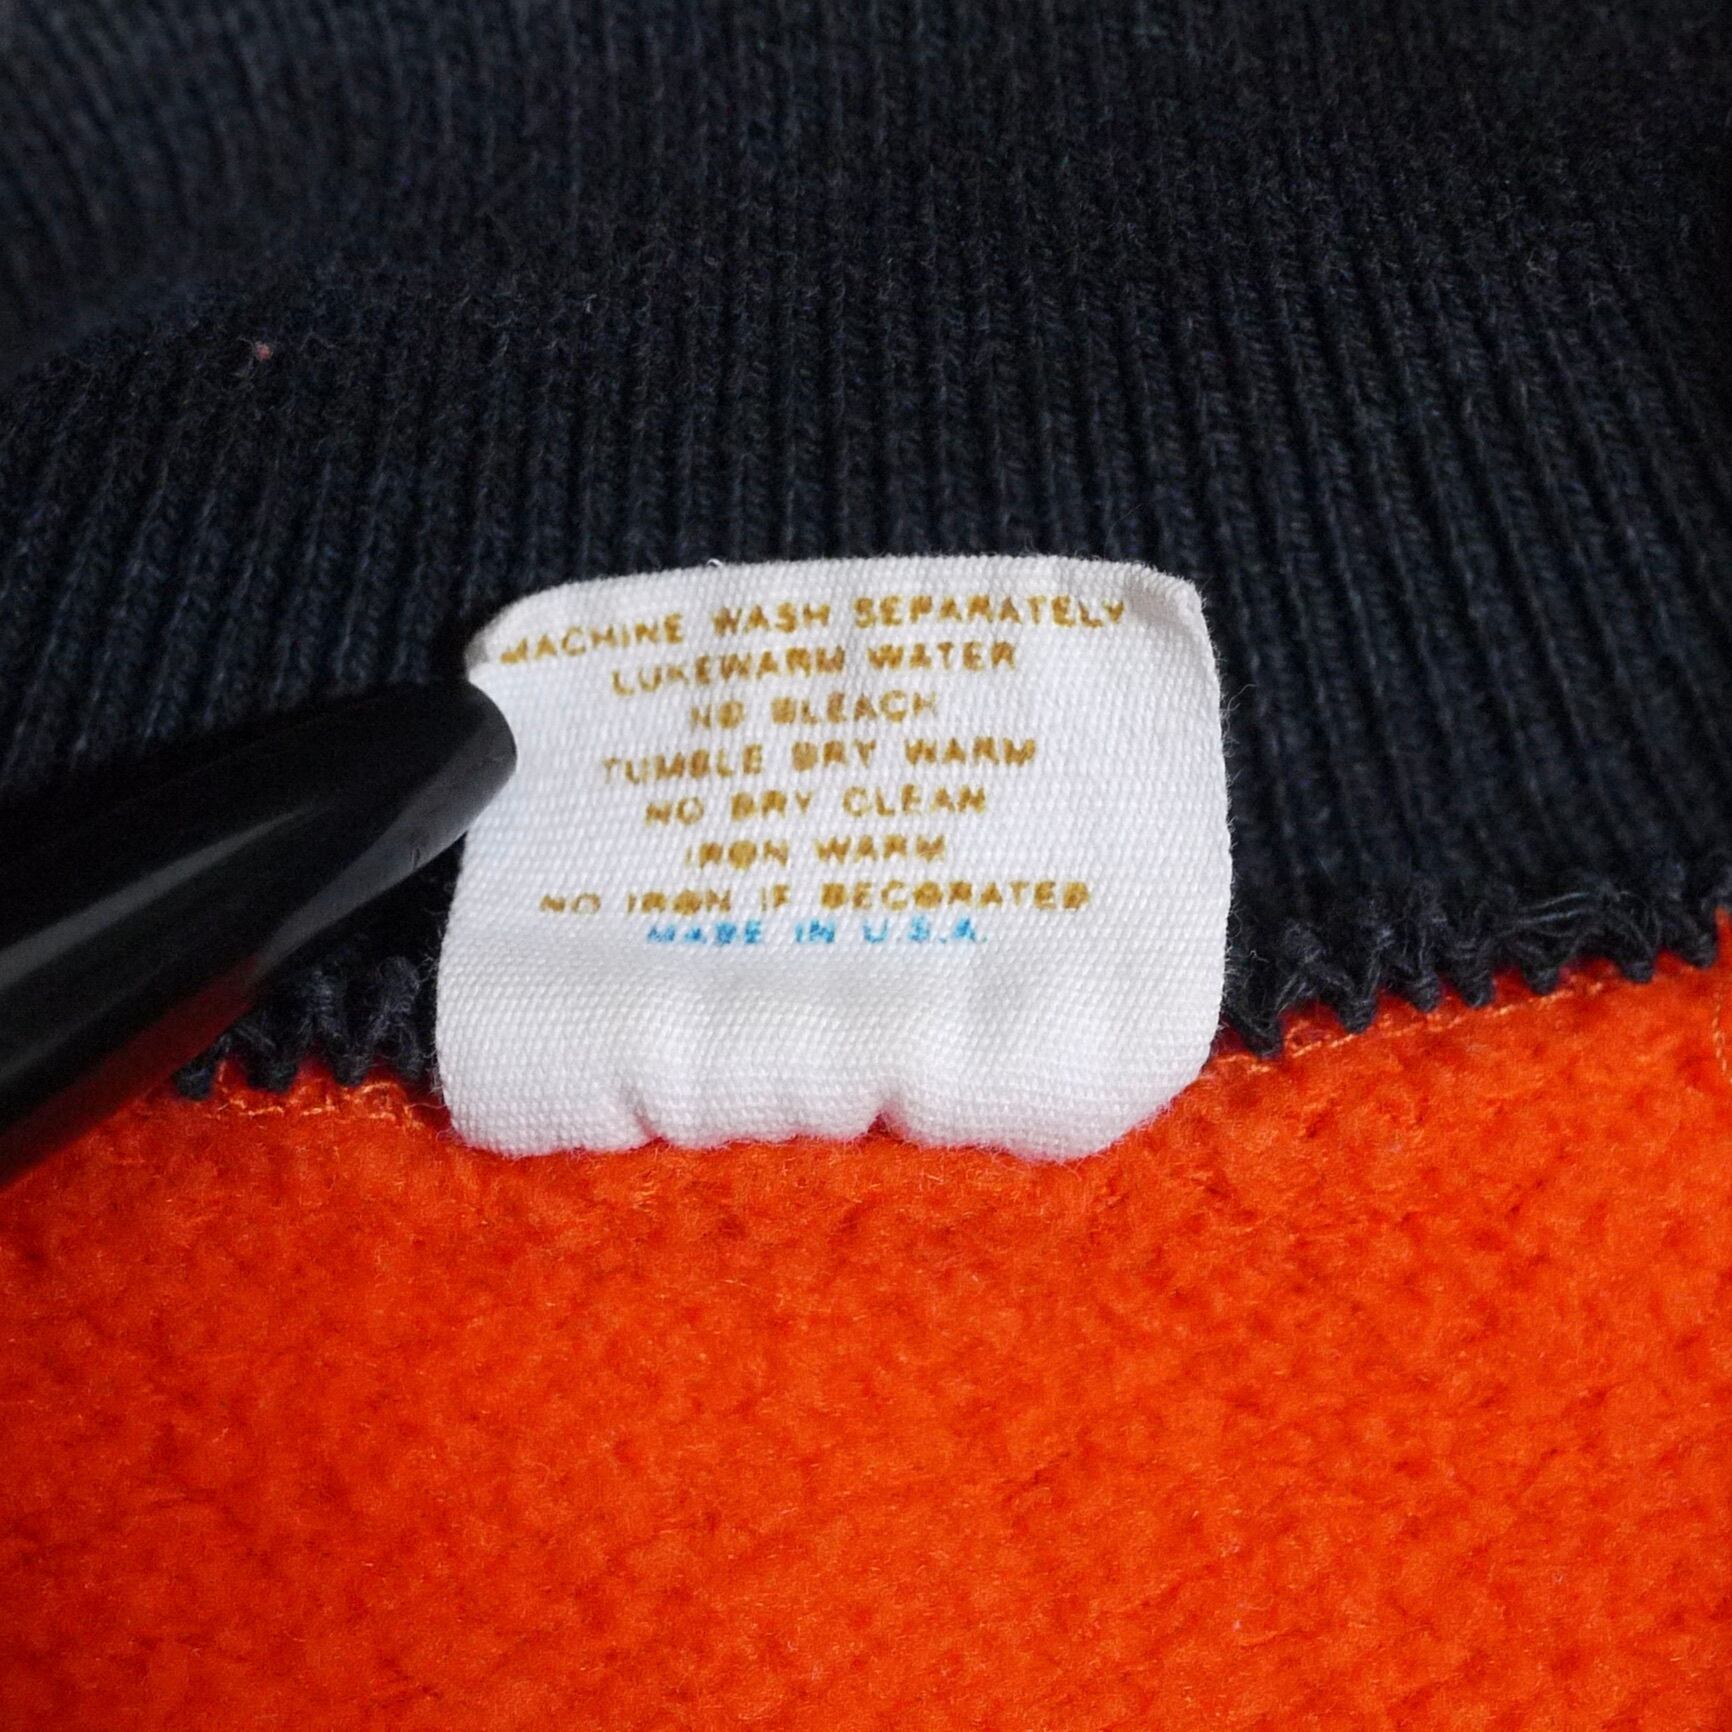 MACHINE WASH SEPARATELY
LUKEWARM WATER
NO BLEACH
TUMBLE DRY WARM
NO DRY CLEAN
IRON WARM
NO IRON IF DECORATED
MADE IN U.S.A.